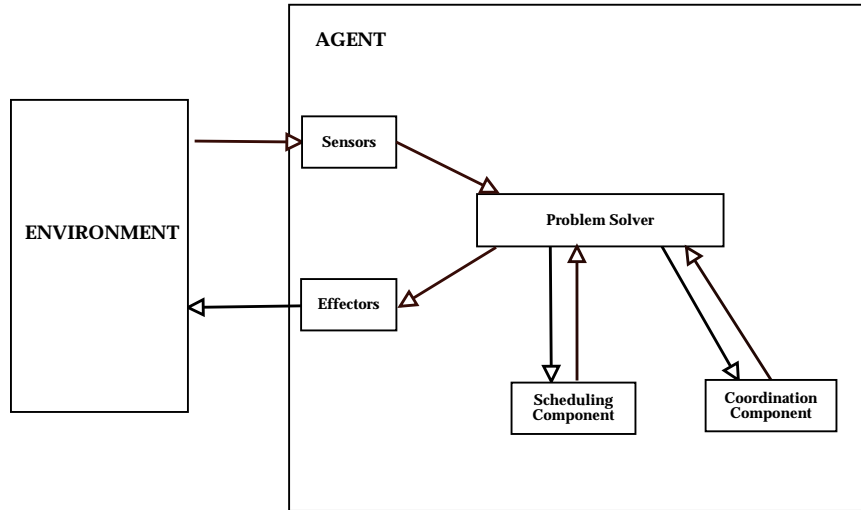 AGENT
Sensors
Problem Solver
ENVIRONMENT
Effectors
Scheduling
Component
Coordination
Component